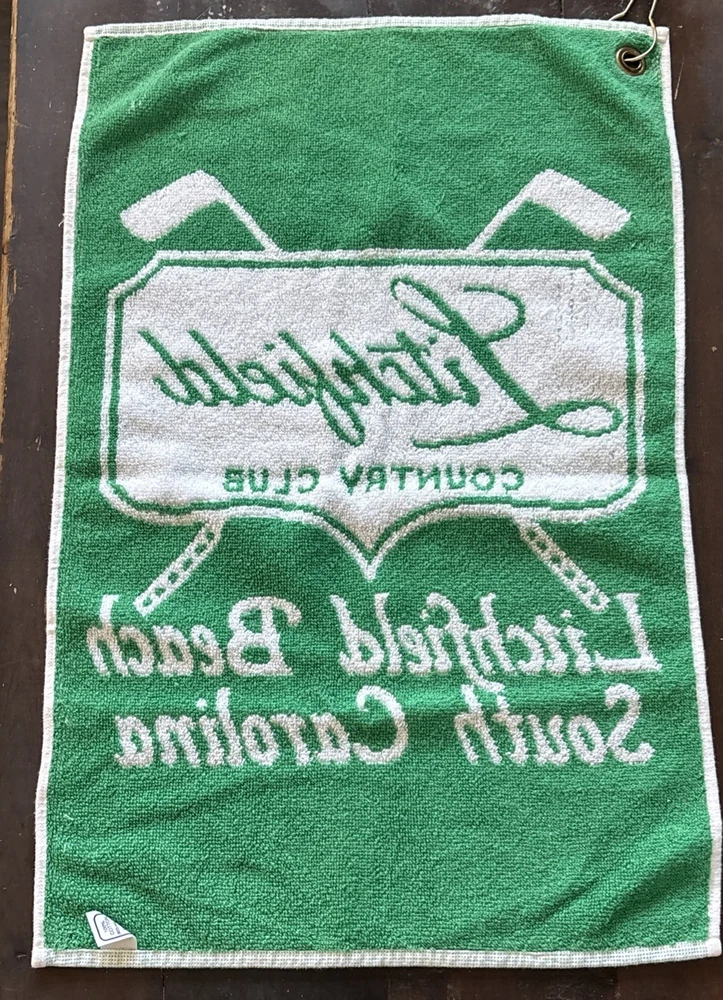 Litchfield
COUNTRY CLUB
Litchfield Beach
South Carolina